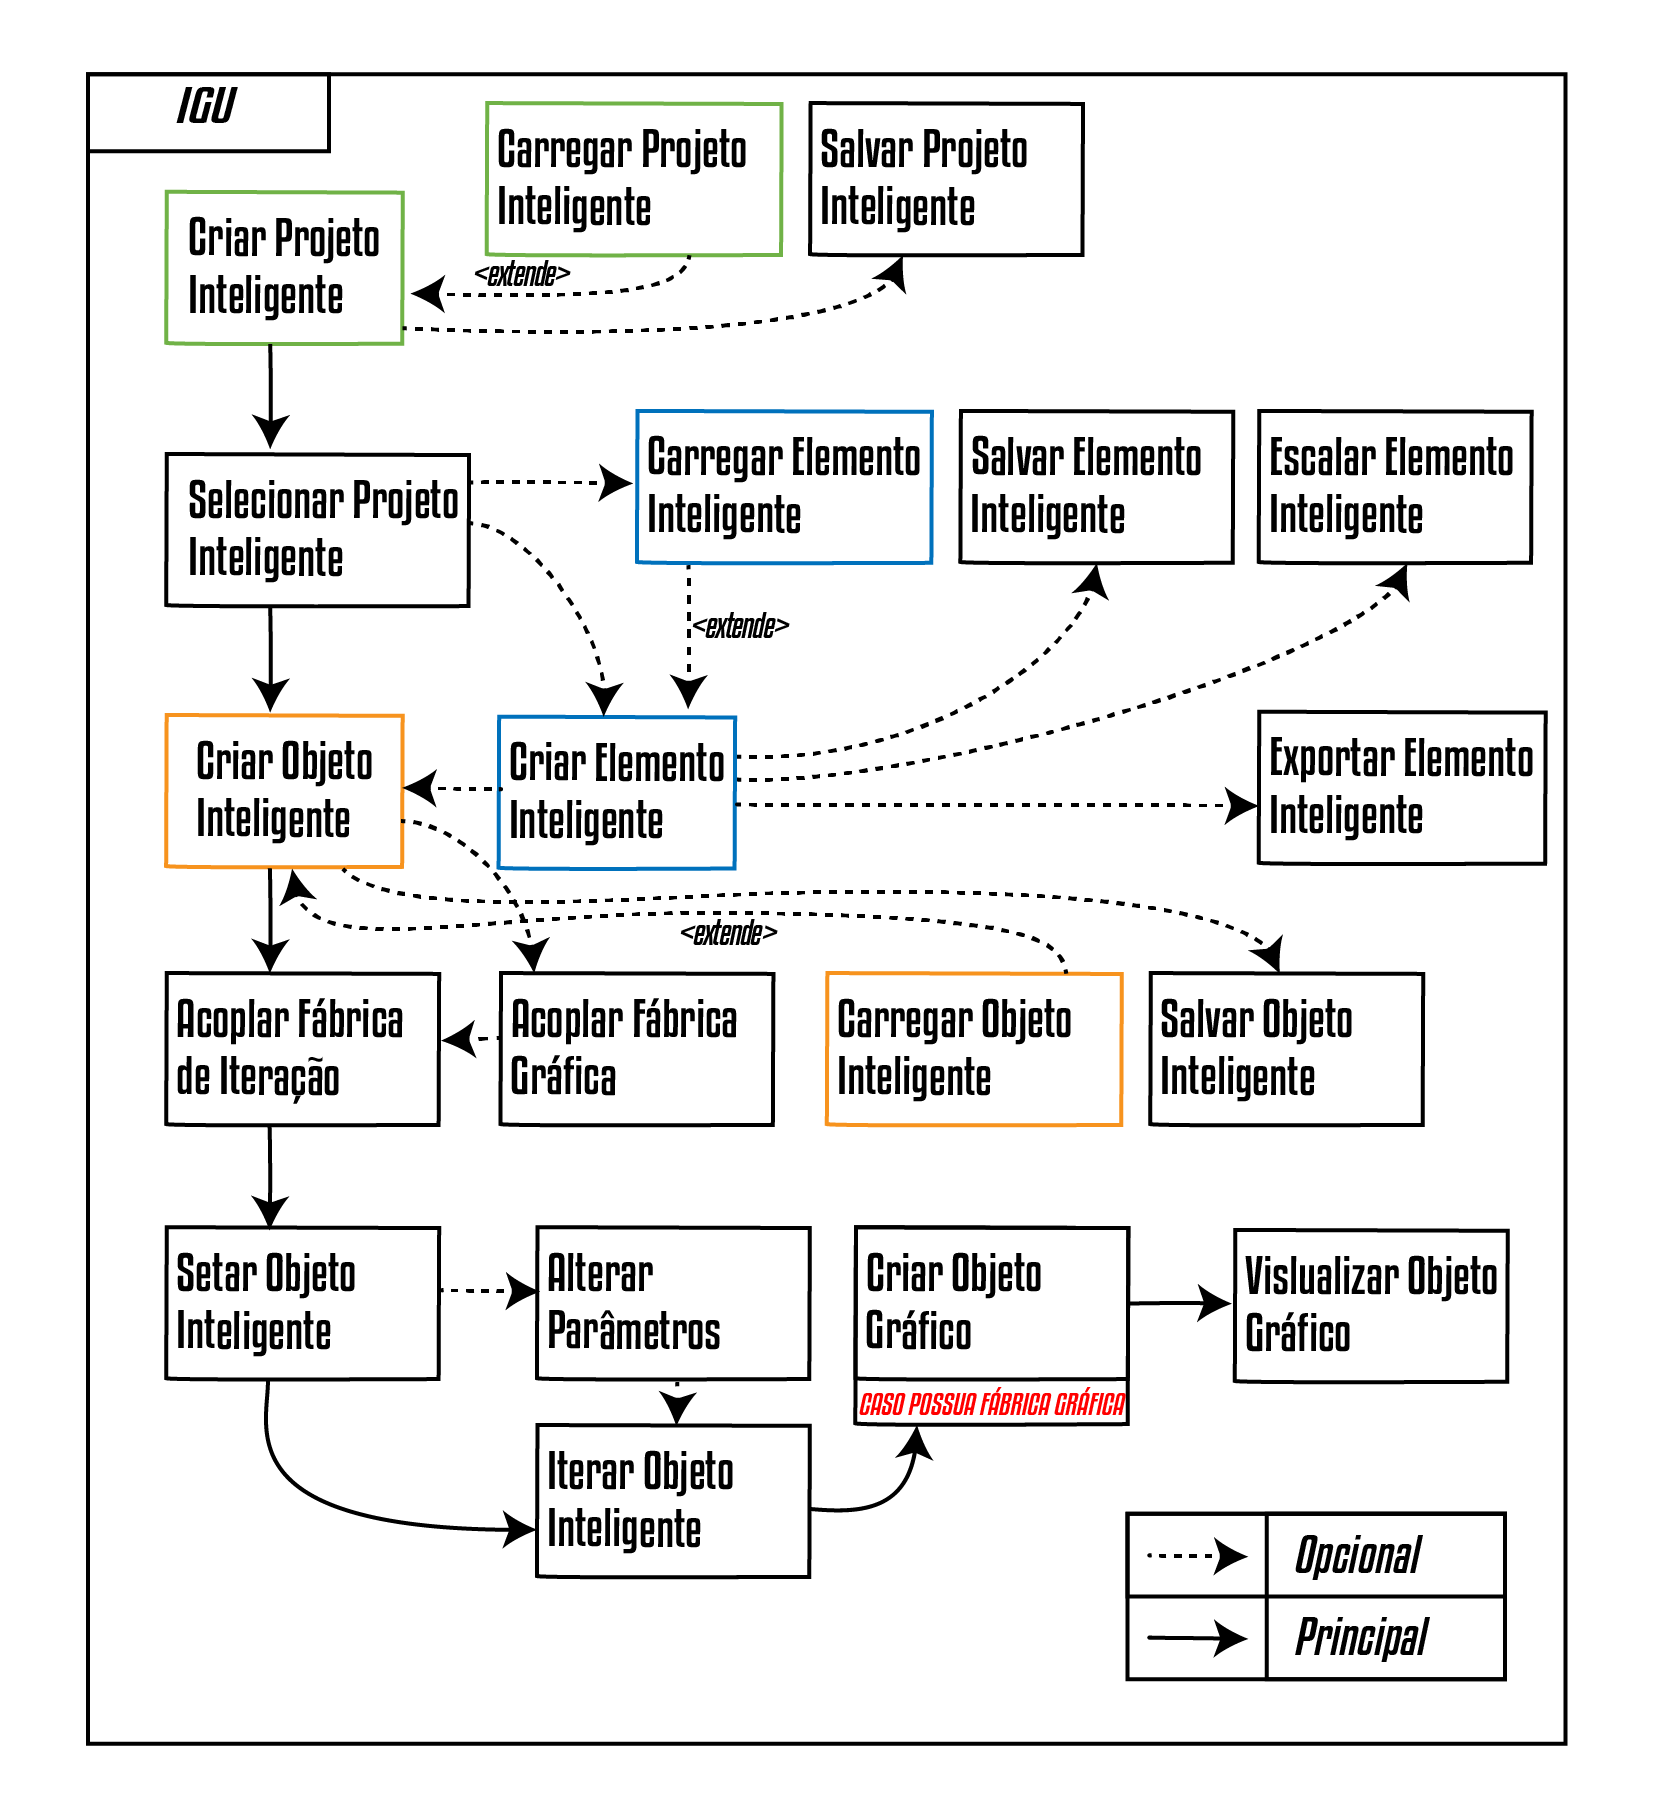 IGU
Carregar Projeto
Inteligente
Salvar Projeto
Inteligente
Criar Projeto
Inteligente
<extende>
Carregar Elemento
Inteligente
Salvar Elemento
Inteligente
Escalar Elemento
Inteligente
Selecionar Projeto
Inteligente
<extende>
Criar Objeto
Inteligente
Criar Elemento
Inteligente
Exportar Elemento
Inteligente
<extende>
Acoplar Fábrica
de Iteração
Acoplar Fábrica
Gráfica
Carregar Objeto
Inteligente
Salvar Objeto
Inteligente
Setar Objeto
Inteligente
Alterar
Parâmetros
Criar Objeto
Gráfico
CASO POSSUA FÁBRICA GRÁFICA
Vislualizar Objeto
Gráfico
Iterar Objeto
Inteligente
Opcional
Principal